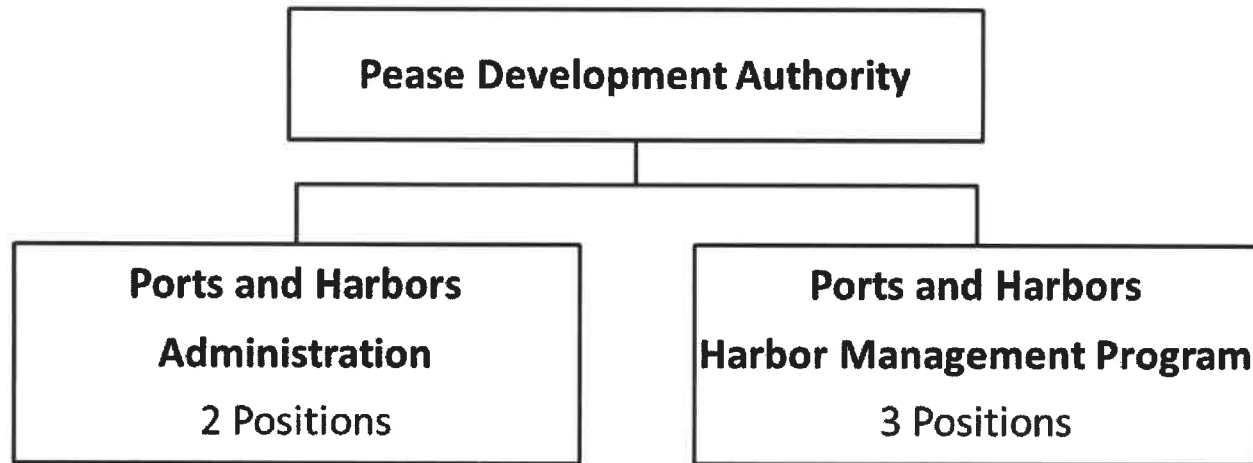 Pease Development Authority
Ports and Harbors
Administration
2 Positions
Ports and Harbors
Harbor Management Program
3 Positions